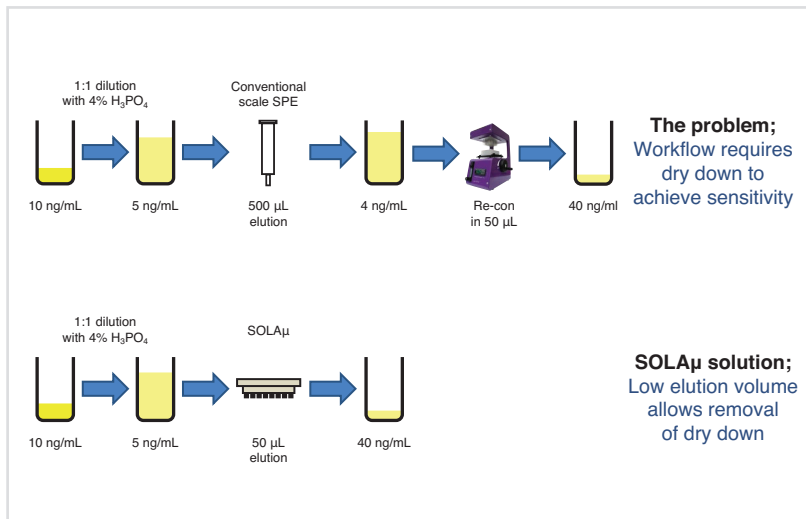 1:1 dilution
with 4% H₃PO₄
Conventional
scale SPE
10 ng/mL
5 ng/mL
500 µL
elution
4 ng/mL
Re-con
in 50 µL
40 ng/ml
The problem;
Workflow requires
dry down to
achieve sensitivity
1:1 dilution
with 4% H₃PO₄
SOLAµ
10 ng/mL
5 ng/mL
50 µL
elution
40 ng/mL
SOLAµ solution;
Low elution volume
allows removal
of dry down